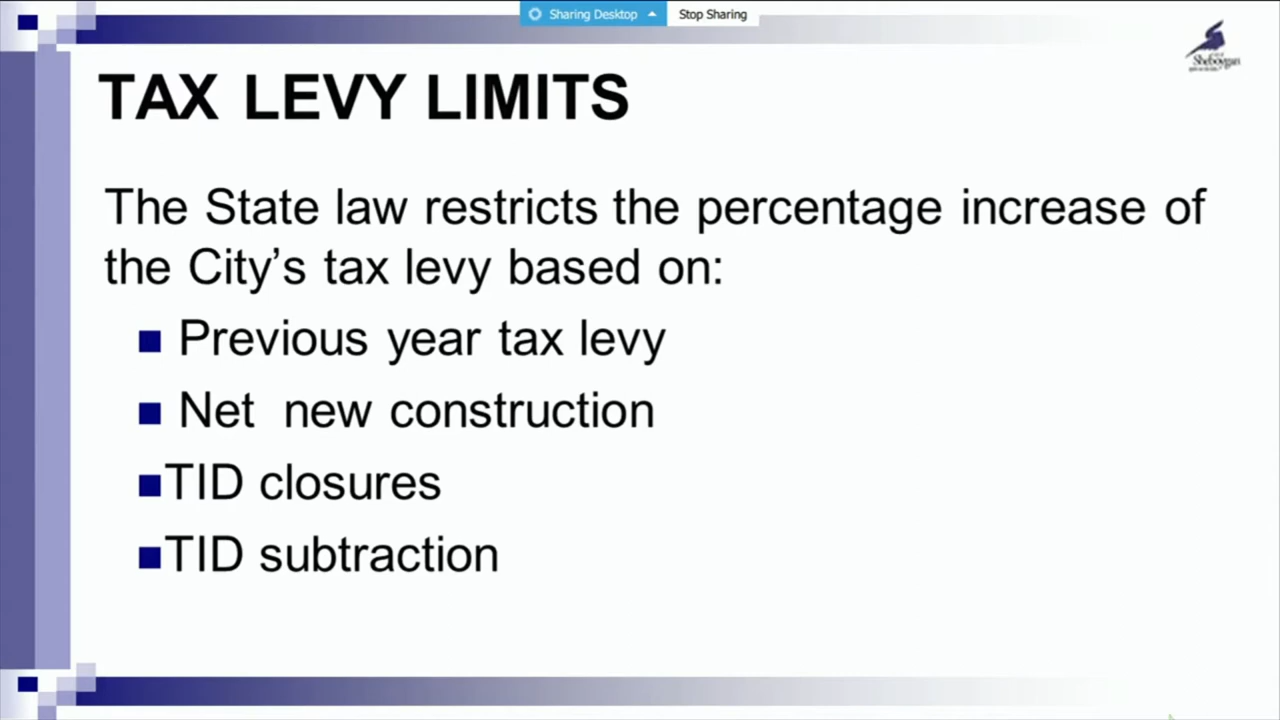 Sharing Desktop Stop Sharing
Sheboygan
TAX LEVY LIMITS
The State law restricts the percentage increase of
the City’s tax levy based on:
Previous year tax levy
Net new construction
TID closures
TID subtraction